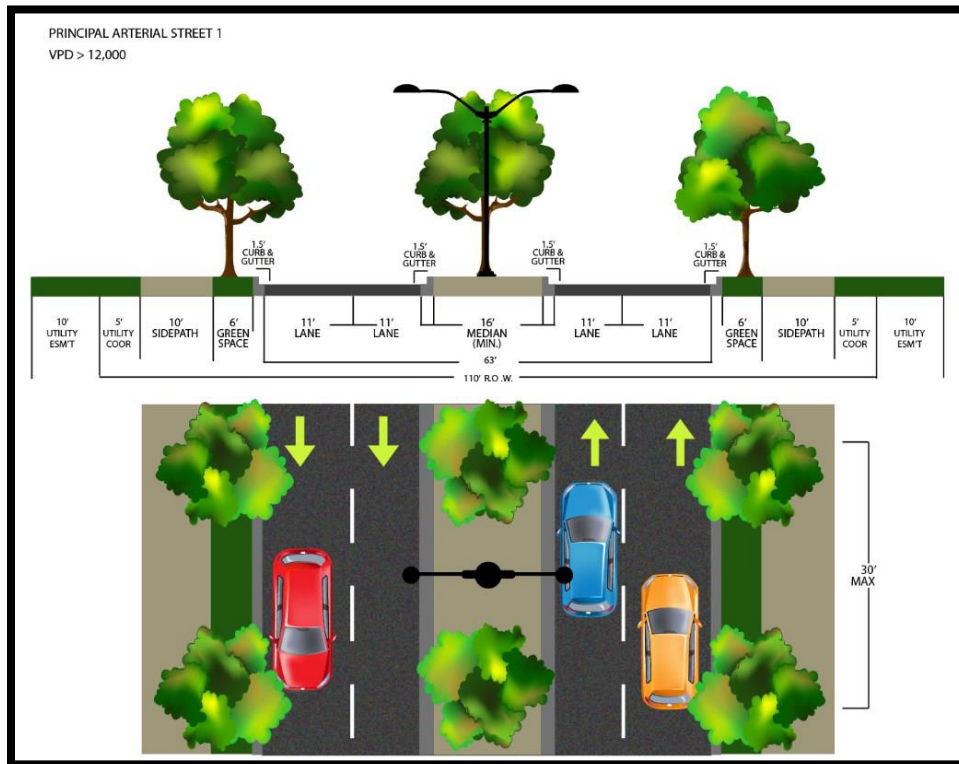 PRINCIPAL ARTERIAL STREET 1
VPD > 12,000
1.5'
CURB &
GUTTER
1.5'
CURB &
GUTTER
1.5'
CURB &
GUTTER
1.5'
CURB &
GUTTER
10'
UTILITY
ESM'T
5'
UTILITY
COOR
10'
SIDEPATH
6'
GREEN
SPACE
11'
LANE
11'
LANE
16'
MEDIAN
(MIN.)
11'
LANE
11'
LANE
6'
GREEN
SPACE
10'
SIDEPATH
5'
UTILITY
COOR
10'
UTILITY
ESM'T
63'
110' R.O .W.
30'
MAX